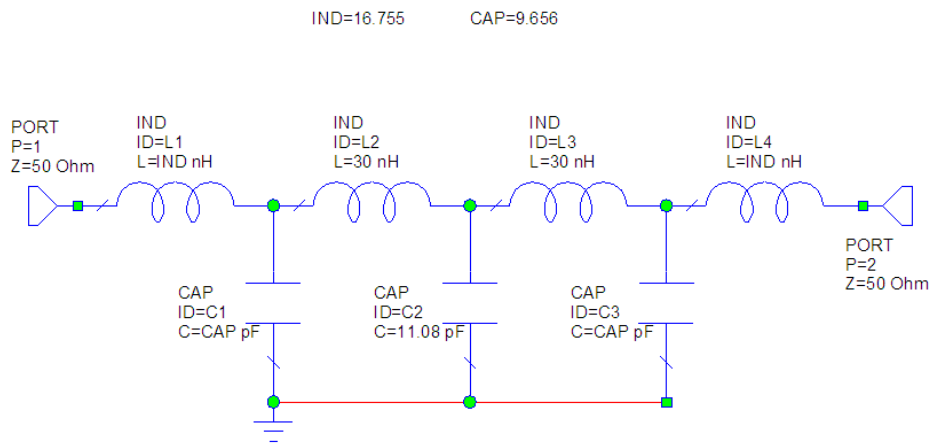 IND=16.755 CAP=9.656
PORT
P=1
Z=50 Ohm
IND
ID=L1
L=IND nH
IND
ID=L2
L=30 nH
IND
ID=L3
L=30 nH
IND
ID=L4
L=IND nH
PORT
P=2
Z=50 Ohm
CAP
ID=C1
C=CAP pF
CAP
ID=C2
C=11.08 pF
CAP
ID=C3
C=CAP pF